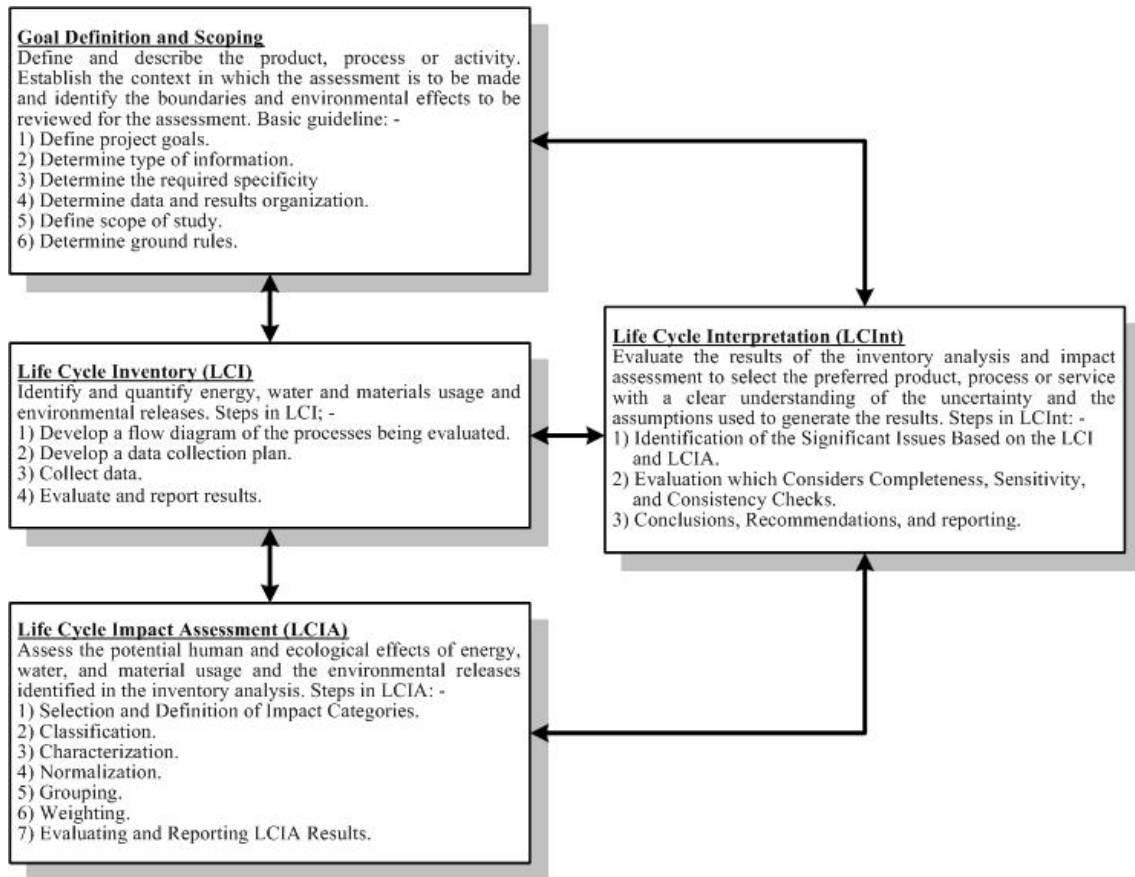 Goal Definition and Scoping
Define and describe the product, process or activity.
Establish the context in which the assessment is to be made
and identify the boundaries and environmental effects to be
reviewed for the assessment. Basic guideline: -
1) Define project goals.
2) Determine type of information.
3) Determine the required specificity
4) Determine data and results organization.
5) Define scope of study.
6) Determine ground rules.
Life Cycle Inventory (LCI)
Identify and quantify energy, water and materials usage and
environmental releases. Steps in LCI; -
1) Develop a flow diagram of the processes being evaluated.
2) Develop a data collection plan.
3) Collect data.
4) Evaluate and report results.
Life Cycle Impact Assessment (LCIA)
Assess the potential human and ecological effects of energy,
water, and material usage and the environmental releases
identified in the inventory analysis. Steps in LCIA: -
1) Selection and Definition of Impact Categories.
2) Classification.
3) Characterization.
4) Normalization.
5) Grouping.
6) Weighting.
7) Evaluating and Reporting LCIA Results.
Life Cycle Interpretation (LCInt)
Evaluate the results of the inventory analysis and impact
assessment to select the preferred product, process or service
with a clear understanding of the uncertainty and the
assumptions used to generate the results. Steps in LCInt: -
1) Identification of the Significant Issues Based on the LCI
and LCIA.
2) Evaluation which Considers Completeness, Sensitivity,
and Consistency Checks.
3) Conclusions, Recommendations, and reporting.